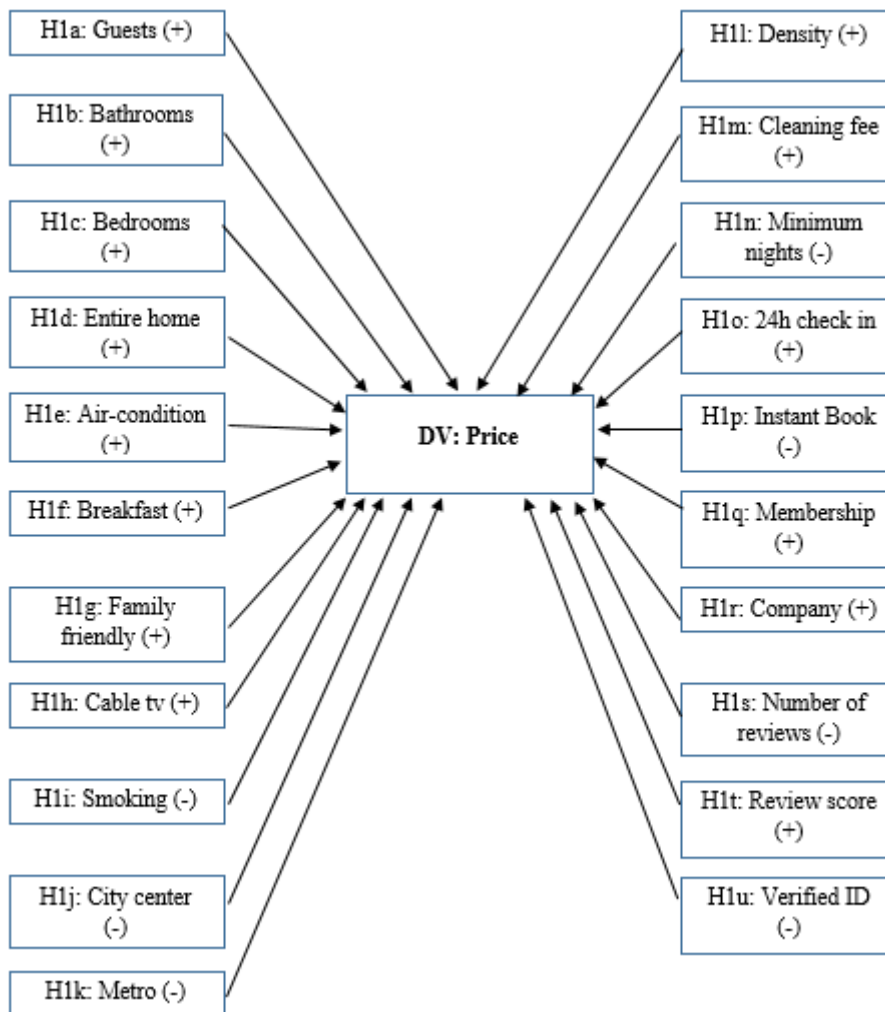 H1a: Guests (+)
H1b: Bathrooms
(+)
H1c: Bedrooms
(+)
H1d: Entire home
(+)
H1e: Air-condition
(+)
H1f: Breakfast (+)
H1g: Family
friendly (+)
H1h: Cable tv (+)
H1i: Smoking (-)
H1j: City center
(-)
H1k: Metro (-)
DV: Price
H1l: Density (+)
H1m: Cleaning fee
(+)
H1n: Minimum
nights (-)
H1o: 24h check in
(+)
H1p: Instant Book
(-)
H1q: Membership
(+)
H1r: Company (+)
H1s: Number of
reviews (-)
H1t: Review score
(+)
H1u: Verified ID
(-)